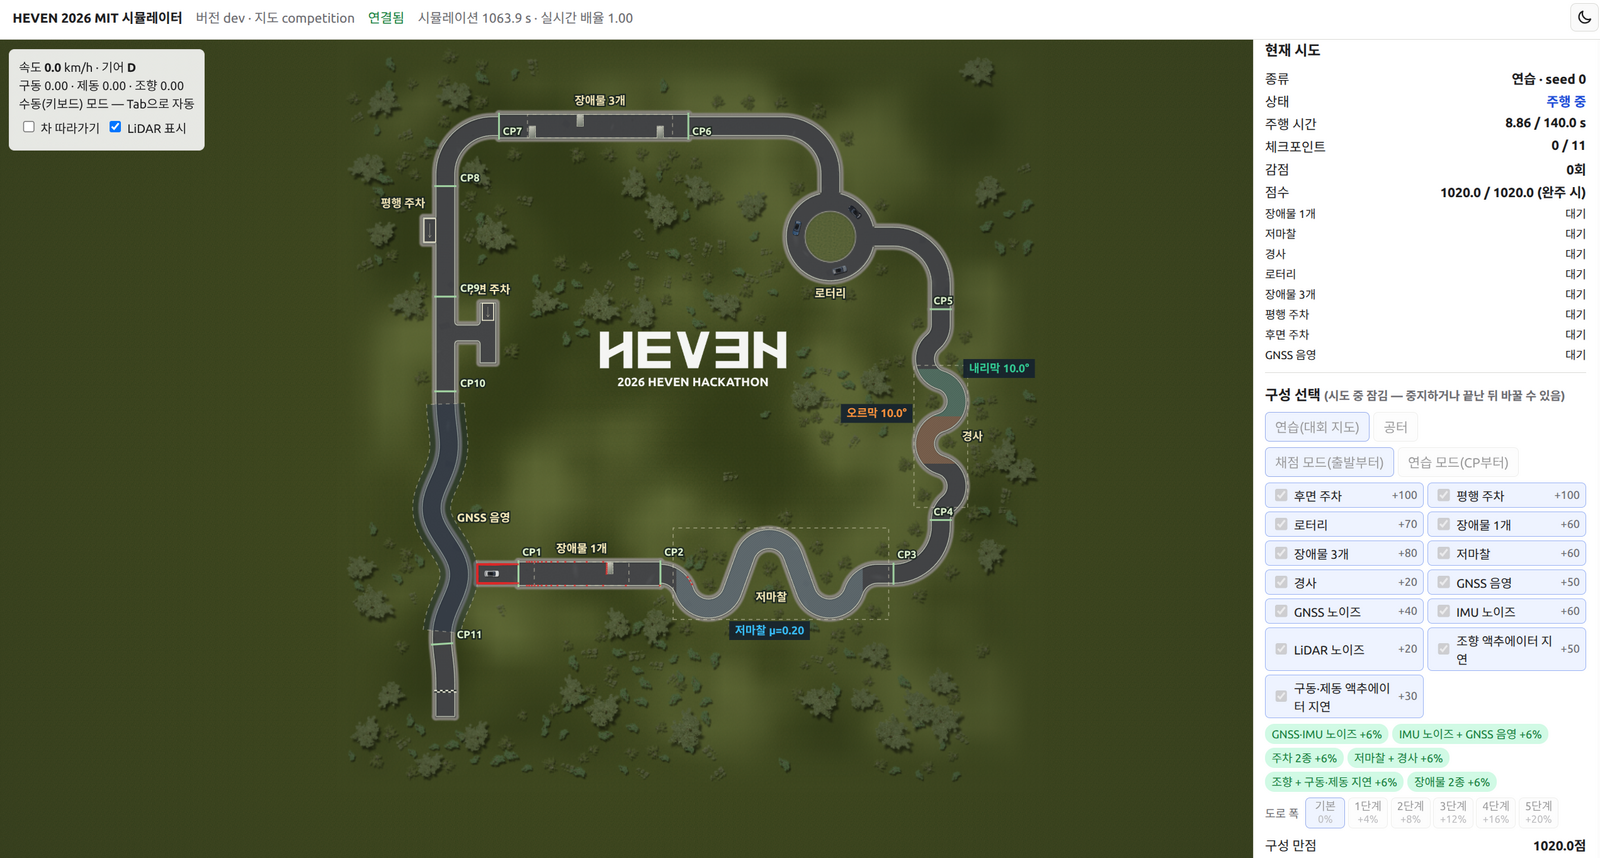 HEVEN 2026 MIT 시뮬레이터 버전 dev · 지도 competition 연결됨 시뮬레이션 1063.9 s · 실시간 배율 1.00
속도 0.0 km/h · 기어 D
구동 0.00 · 제동 0.00 · 조향 0.00
수동(키보드) 모드 — Tab으로 자동
차 따라가기 LiDAR 표시
장애물 3개
CP7 CP6
CP8
평행 주차
CP9
면 주차
로터리
CP5
HEVEN
2026 HEVEN HACKATHON
내리막 10.0°
CP10
오르막 10.0°
경사
GNSS 음영
CP4
CP1 장애물 1개 CP2 CP3
저마찰
저마찰 μ=0.20
CP11
현재 시도
종류 연습 · seed 0
상태 주행 중
주행 시간 8.86 / 140.0 s
체크포인트 0 / 11
감점 0회
점수 1020.0 / 1020.0 (완주 시)
장애물 1개 대기
저마찰 대기
경사 대기
로터리 대기
장애물 3개 대기
평행 주차 대기
후면 주차 대기
GNSS 음영 대기
구성 선택 (시도 중 잠김 — 중지하거나 끝난 뒤 바꿀 수 있음)
연습(대회 지도) 공터
채점 모드(출발부터) 연습 모드(CP부터)
후면 주차 +100 평행 주차 +100
로터리 +70 장애물 1개 +60
장애물 3개 +80 저마찰 +60
경사 +20 GNSS 음영 +50
GNSS 노이즈 +40 IMU 노이즈 +60
LiDAR 노이즈 +20 조향 액추에이터 지
연 +50
구동·제동 액추에이
터 지연 +30
GNSS·IMU 노이즈 +6% IMU 노이즈 + GNSS 음영 +6%
주차 2종 +6% 저마찰 + 경사 +6%
조향 + 구동·제동 지연 +6% 장애물 2종 +6%
도로 폭 기본 1단계 2단계 3단계 4단계 5단계
0% +4% +8% +12% +16% +20%
구성 만점 1020.0점